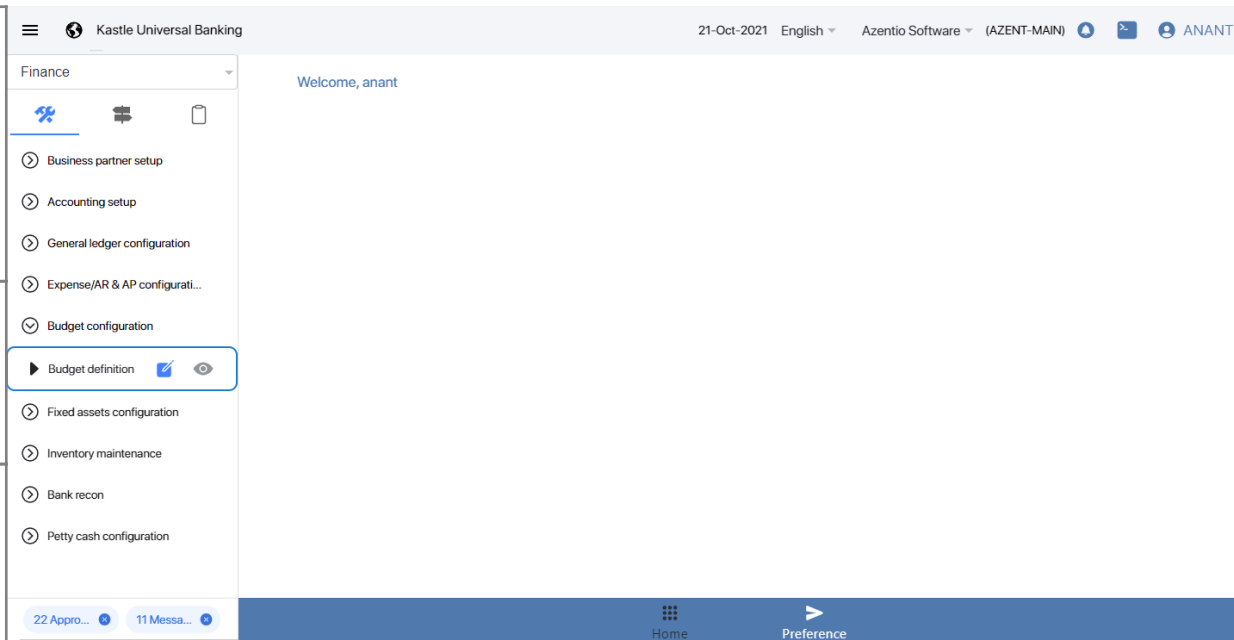 Kastle Universal Banking
21-Oct-2021 English Azentio Software (AZENT-MAIN) ANANT
Finance
Welcome, anant
Business partner setup
Accounting setup
General ledger configuration
Expense/AR & AP configurati...
Budget configuration
Budget definition
Fixed assets configuration
Inventory maintenance
Bank recon
Petty cash configuration
22 Appro... 11 Messa...
Home Preference